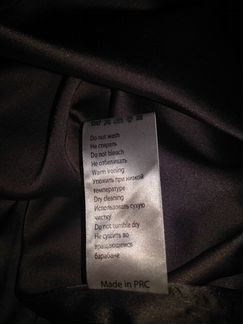 Do not wash
Не стирать
Do not bleach
Не отбеливать
Warm ironing
Утюжить при низкой
температуре
Dry cleaning
Использовать сухую
чистку
Do not tumble dry
Не сушить во
вращающемся
барабане
Made in PRC